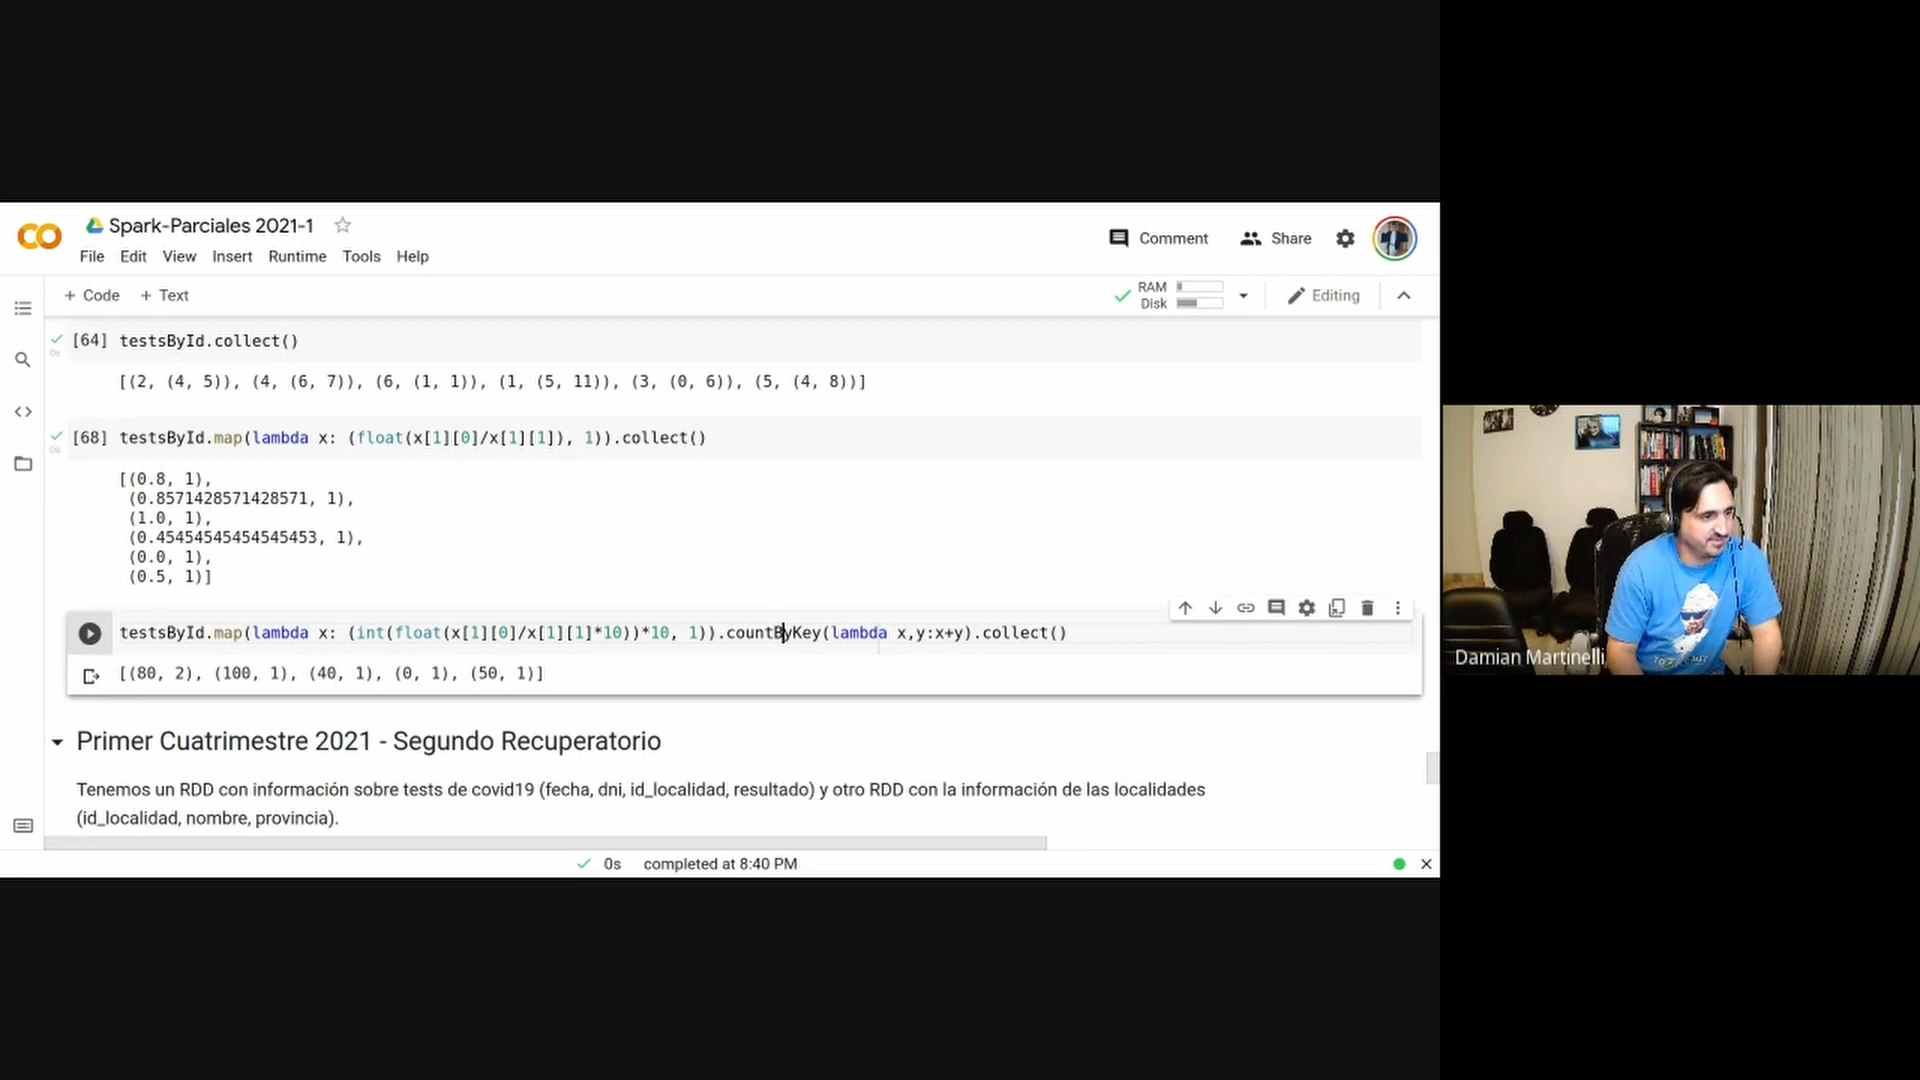 Spark-Parciales 2021-1
File Edit View Insert Runtime Tools Help
Comment Share
+ Code + Text
RAM
Disk
Editing
[64] testsById.collect()
0s
[(2, (4, 5)), (4, (6, 7)), (6, (1, 1)), (1, (5, 11)), (3, (0, 6)), (5, (4, 8))]
[68] testsById.map(lambda x: (float(x[1][0]/x[1][1]), 1)).collect()
0s
[(0.8, 1),
(0.8571428571428571, 1),
(1.0, 1),
(0.45454545454545453, 1),
(0.0, 1),
(0.5, 1)]
testsById.map(lambda x: (int(float(x[1][0]/x[1][1]*10))*10, 1)).countByKey(lambda x,y:x+y).collect()
[(80, 2), (100, 1), (40, 1), (0, 1), (50, 1)]
Primer Cuatrimestre 2021 - Segundo Recuperatorio
Tenemos un RDD con información sobre tests de covid19 (fecha, dni, id_localidad, resultado) y otro RDD con la información de las localidades
(id_localidad, nombre, provincia).
0s completed at 8:40 PM
Damian Martinelli